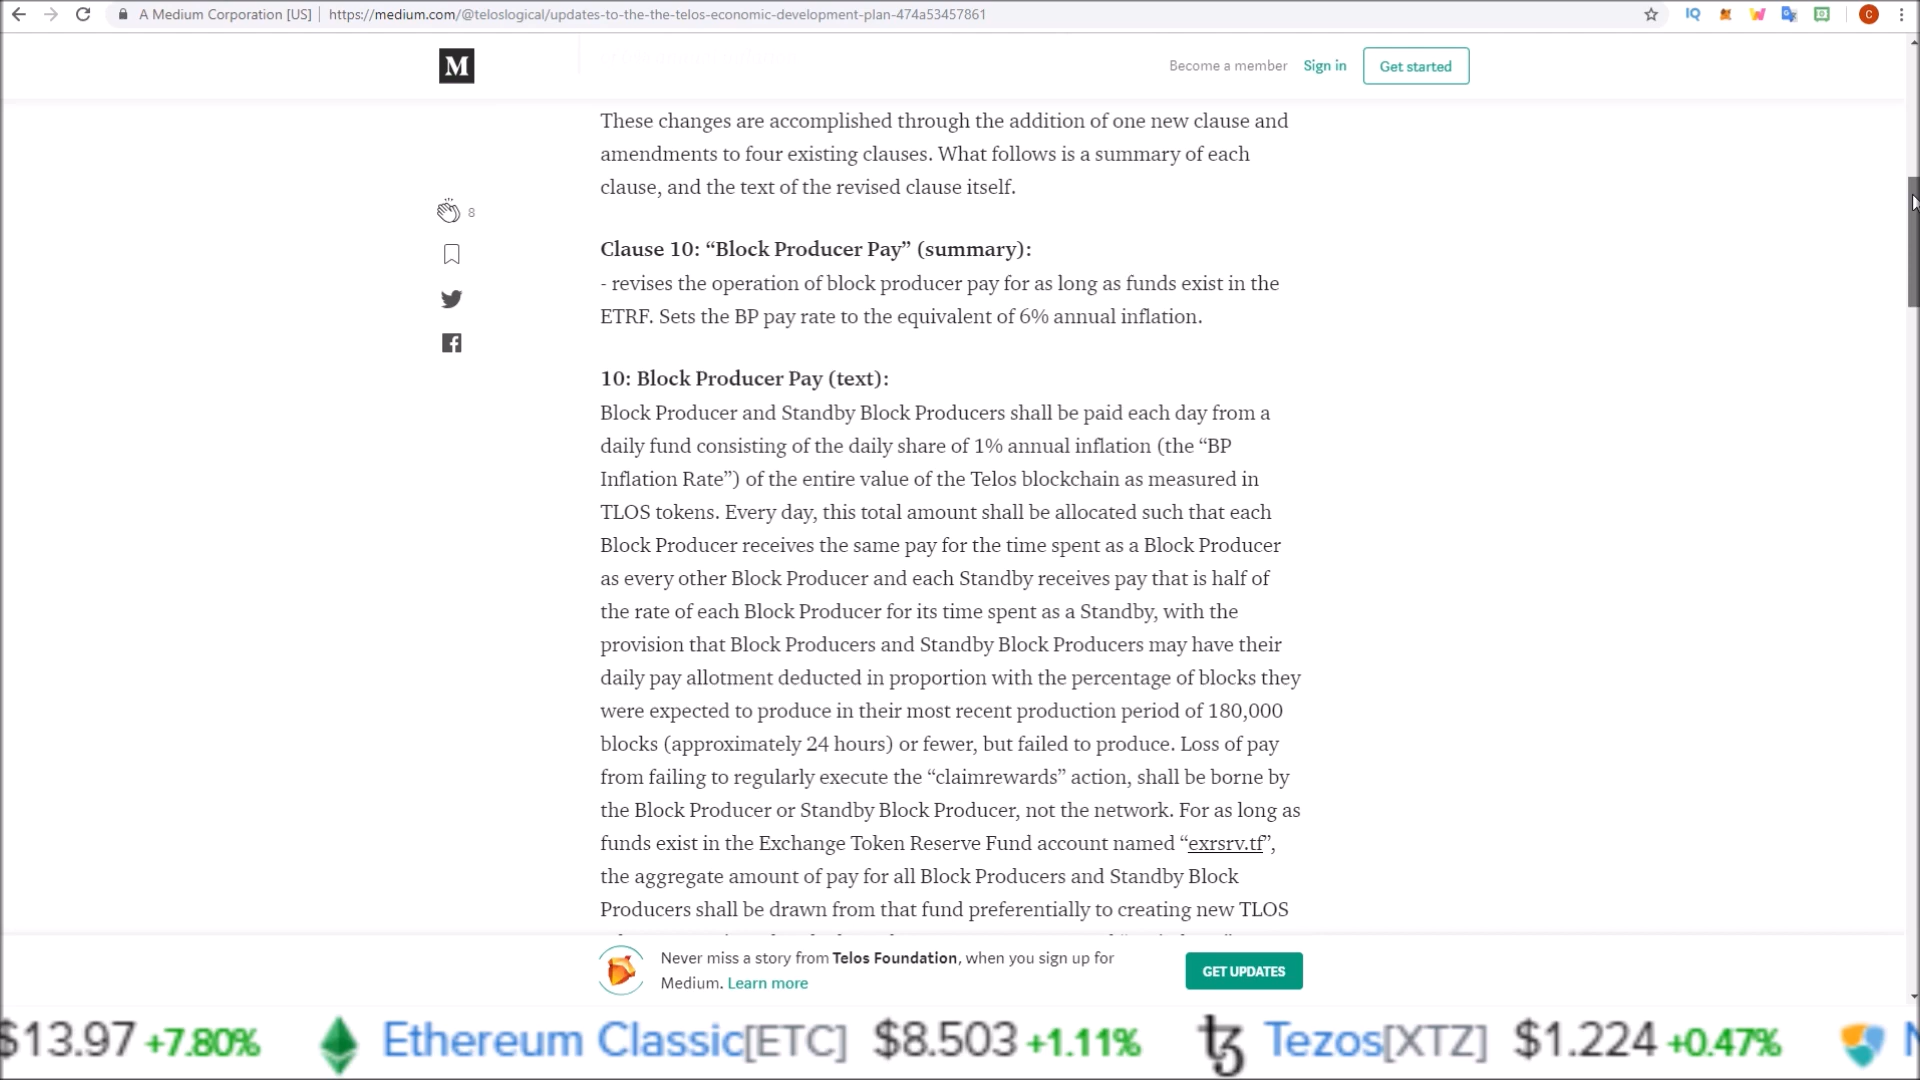 A Medium Corporation [US] | https://medium.com/@teloslogical/updates-to-the-the-telos-economic-development-plan-474a53457861
IQ
C
M
Become a member
Sign in
Get started
These changes are accomplished through the addition of one new clause and
amendments to four existing clauses. What follows is a summary of each
clause, and the text of the revised clause itself.
8
Clause 10: “Block Producer Pay” (summary):
- revises the operation of block producer pay for as long as funds exist in the
ETRF. Sets the BP pay rate to the equivalent of 6% annual inflation.
10: Block Producer Pay (text):
Block Producer and Standby Block Producers shall be paid each day from a
daily fund consisting of the daily share of 1% annual inflation (the “BP
Inflation Rate”) of the entire value of the Telos blockchain as measured in
TLOS tokens. Every day, this total amount shall be allocated such that each
Block Producer receives the same pay for the time spent as a Block Producer
as every other Block Producer and each Standby receives pay that is half of
the rate of each Block Producer for its time spent as a Standby, with the
provision that Block Producers and Standby Block Producers may have their
daily pay allotment deducted in proportion with the percentage of blocks they
were expected to produce in their most recent production period of 180,000
blocks (approximately 24 hours) or fewer, but failed to produce. Loss of pay
from failing to regularly execute the “claimrewards” action, shall be borne by
the Block Producer or Standby Block Producer, not the network. For as long as
funds exist in the Exchange Token Reserve Fund account named “exrsrv.tf”,
the aggregate amount of pay for all Block Producers and Standby Block
Producers shall be drawn from that fund preferentially to creating new TLOS
Never miss a story from Telos Foundation, when you sign up for
Medium. Learn more
GET UPDATES
$13.97 +7.80% Ethereum Classic[ETC] $8.503 +1.11% Tezos[XTZ] $1.224 +0.47%